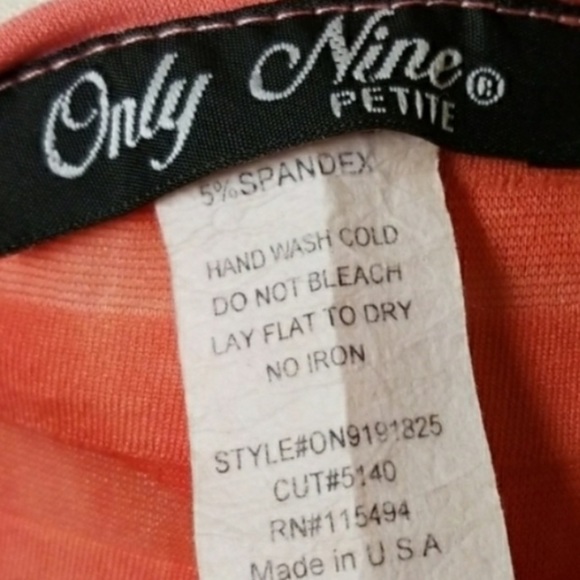 Only Nine®
PETITE
5%SPANDEX
HAND WASH COLD
DO NOT BLEACH
LAY FLAT TO DRY
NO IRON
STYLE#ON9191825
CUT#5140
RN#115494
Made in U S A